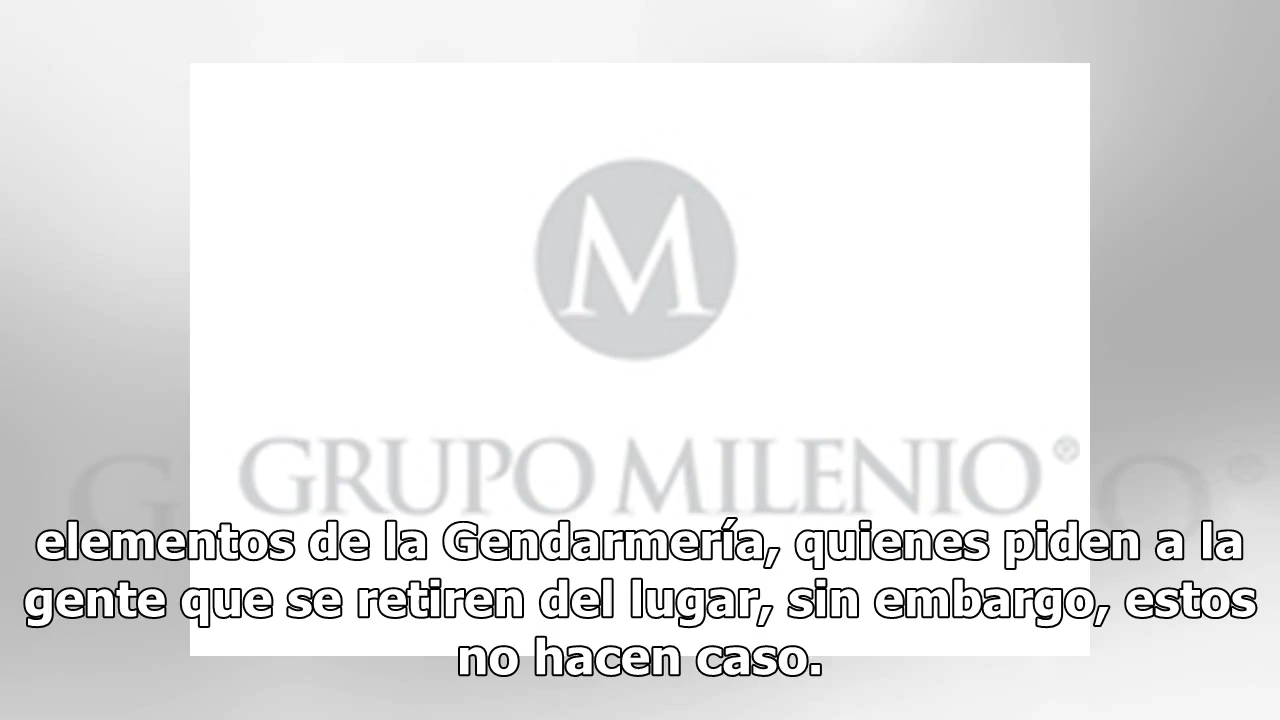 M
GRUPO MILENIO®
elementos de la Gendarmería, quienes piden a la
gente que se retiren del lugar, sin embargo, estos
no hacen caso.